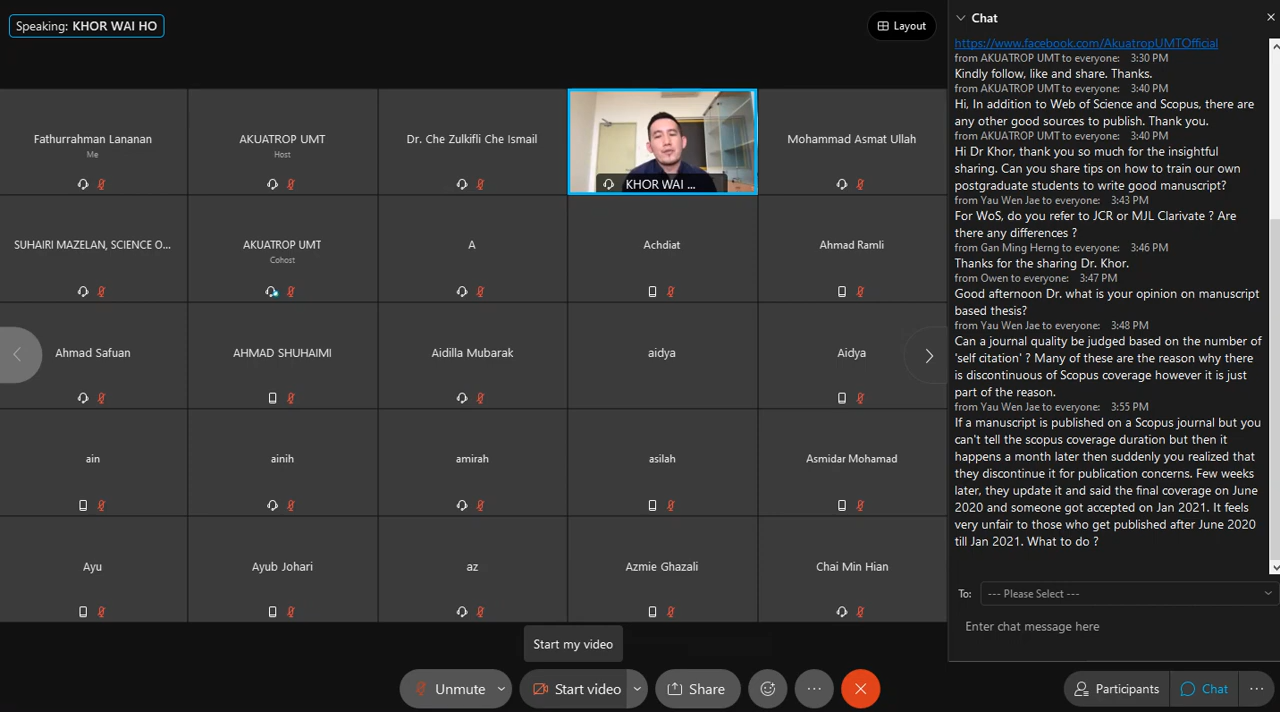 Speaking: KHOR WAI HO
Layout
Fathurrahman Lananan
Me
AKUATROP UMT
Host
Dr. Che Zulkifli Che Ismail
KHOR WAI ...
Mohammad Asmat Ullah
SUHAIRI MAZELAN, SCIENCE O...
AKUATROP UMT
Cohost
A
Achdiat
Ahmad Ramli
Ahmad Safuan
AHMAD SHUHAIMI
Aidilla Mubarak
aidya
Aidya
ain
ainih
amirah
asilah
Asmidar Mohamad
Ayu
Ayub Johari
az
Azmie Ghazali
Chai Min Hian
Start my video
Unmute
Start video
Share
Chat
https://www.facebook.com/AkuatropUMTOfficial
from AKUATROP UMT to everyone: 3:30 PM
Kindly follow, like and share. Thanks.
from AKUATROP UMT to everyone: 3:40 PM
Hi, In addition to Web of Science and Scopus, there are
any other good sources to publish. Thank you.
from AKUATROP UMT to everyone: 3:40 PM
Hi Dr Khor, thank you so much for the insightful
sharing. Can you share tips on how to train our own
postgraduate students to write good manuscript?
from Yau Wen Jae to everyone: 3:43 PM
For WoS, do you refer to JCR or MJL Clarivate ? Are
there any differences ?
from Gan Ming Herng to everyone: 3:46 PM
Thanks for the sharing Dr. Khor.
from Owen to everyone: 3:47 PM
Good afternoon Dr. what is your opinion on manuscript
based thesis?
from Yau Wen Jae to everyone: 3:48 PM
Can a journal quality be judged based on the number of
'self citation' ? Many of these are the reason why there
is discontinuous of Scopus coverage however it is just
part of the reason.
from Yau Wen Jae to everyone: 3:55 PM
If a manuscript is published on a Scopus journal but you
can't tell the scopus coverage duration but then it
happens a month later then suddenly you realized that
they discontinue it for publication concerns. Few weeks
later, they update it and said the final coverage on June
2020 and someone got accepted on Jan 2021. It feels
very unfair to those who get published after June 2020
till Jan 2021. What to do ?
To: --- Please Select ---
Enter chat message here
Participants
Chat